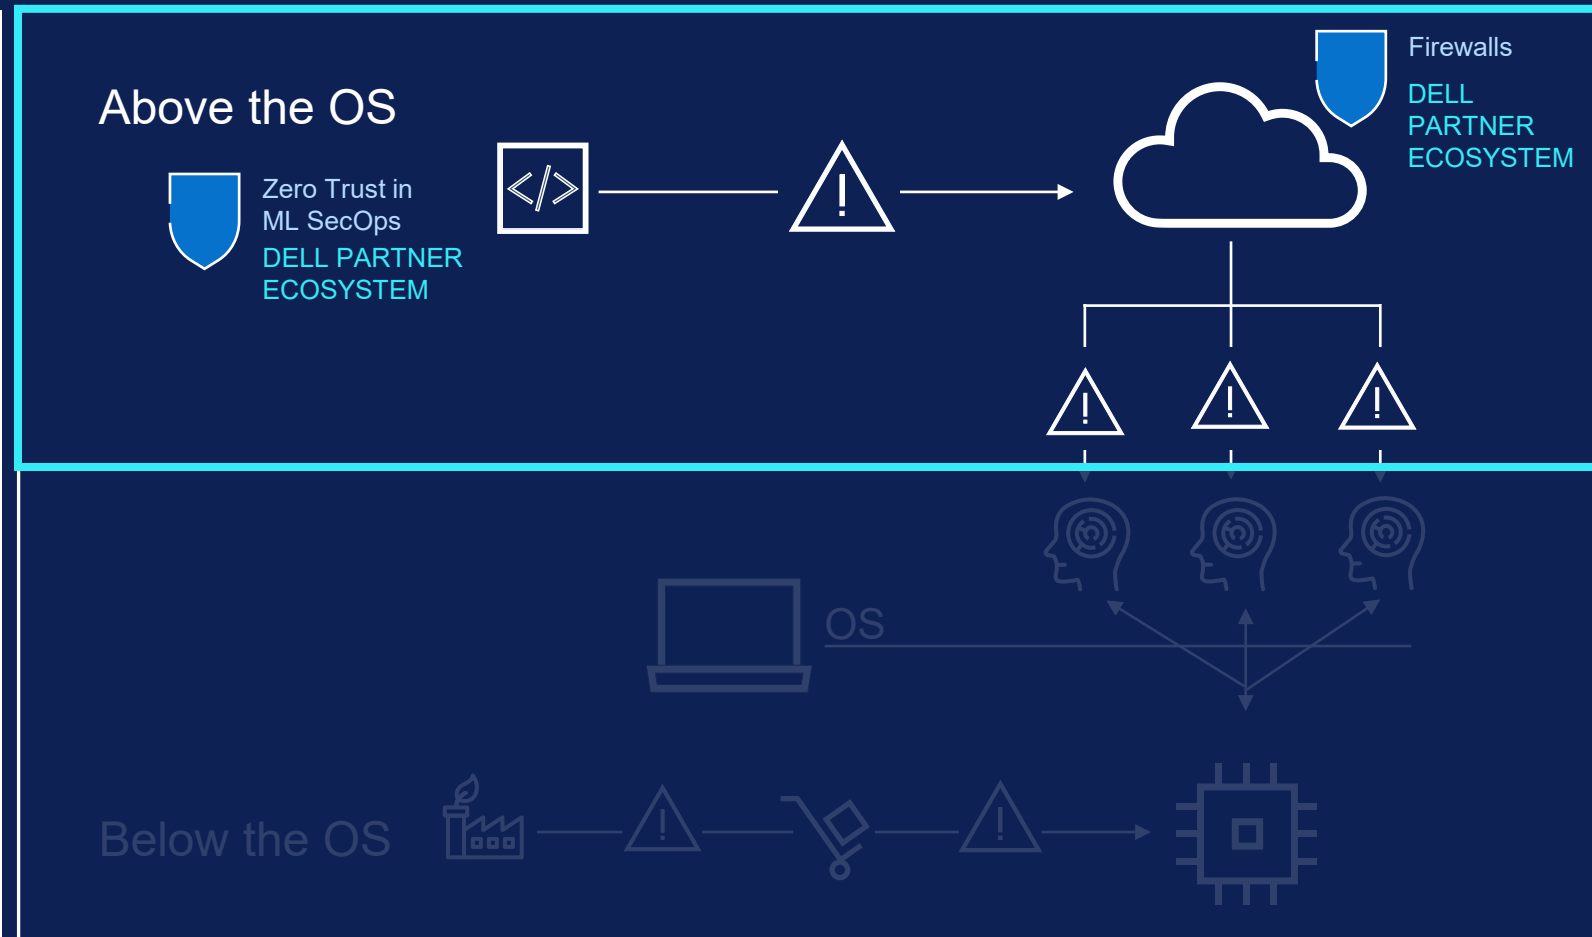 Above the OS
Zero Trust in
ML SecOps
DELL PARTNER
ECOSYSTEM
</>
Firewalls
DELL
PARTNER
ECOSYSTEM
OS
Below the OS